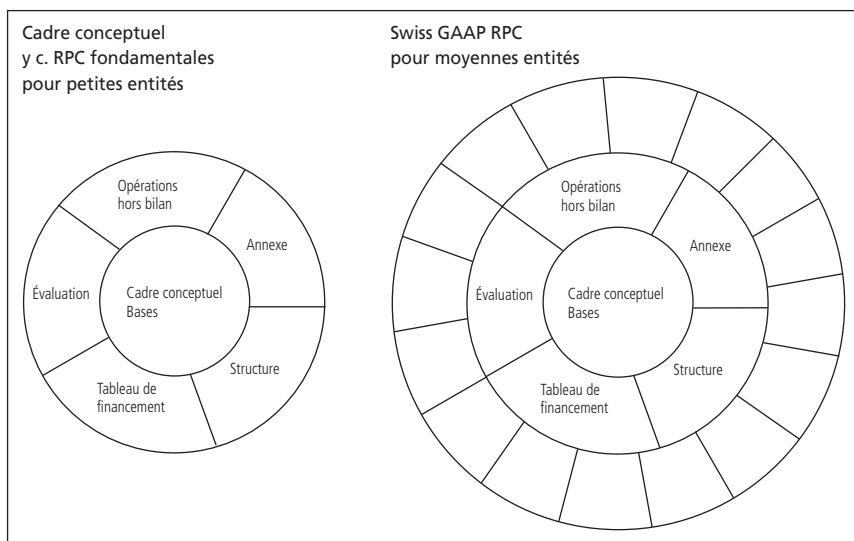 Cadre conceptuel
y c. RPC fondamentales
pour petites entités
Opérations
hors bilan
Annexe
Évaluation
Cadre conceptuel
Bases
Structure
Tableau de
financement
Swiss GAAP RPC
pour moyennes entités
Opérations
hors bilan
Annexe
Évaluation
Cadre conceptuel
Bases
Structure
Tableau de
financement